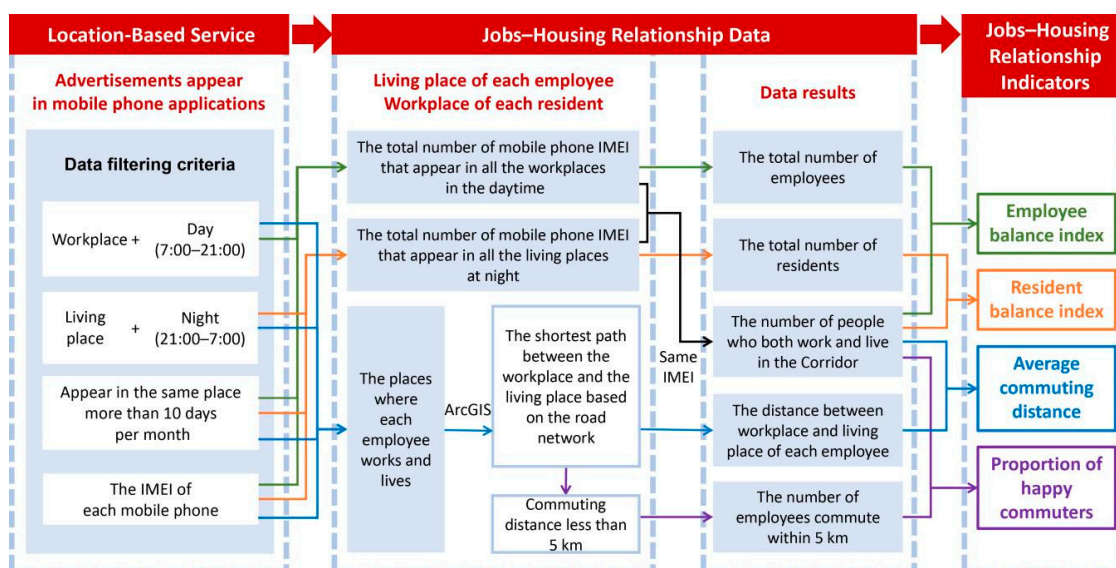 Location-Based Service
Jobs–Housing Relationship Data
Jobs–Housing
Relationship
Indicators
Advertisements appear
in mobile phone applications
Data filtering criteria
Workplace +
Day
(7:00–21:00)
Living
place
+
Night
(21:00–7:00)
Appear in the same place
more than 10 days
per month
The IMEI of
each mobile phone
Living place of each employee
Workplace of each resident
The total number of mobile phone IMEI
that appear in all the workplaces
in the daytime
The total number of mobile phone IMEI
that appear in all the living places
at night
The places
where
each
employee
works and
lives
ArcGIS
The shortest path
between the
workplace and the
living place based
on the road
network
Commuting
distance less than
5 km
Same
IMEI
Data results
The total number of
employees
The total number of
residents
The number of people
who both work and live
in the Corridor
The distance between
workplace and living
place of each employee
The number of
employees commute
within 5 km
Employee
balance index
Resident
balance index
Average
commuting
distance
Proportion of
happy
commuters